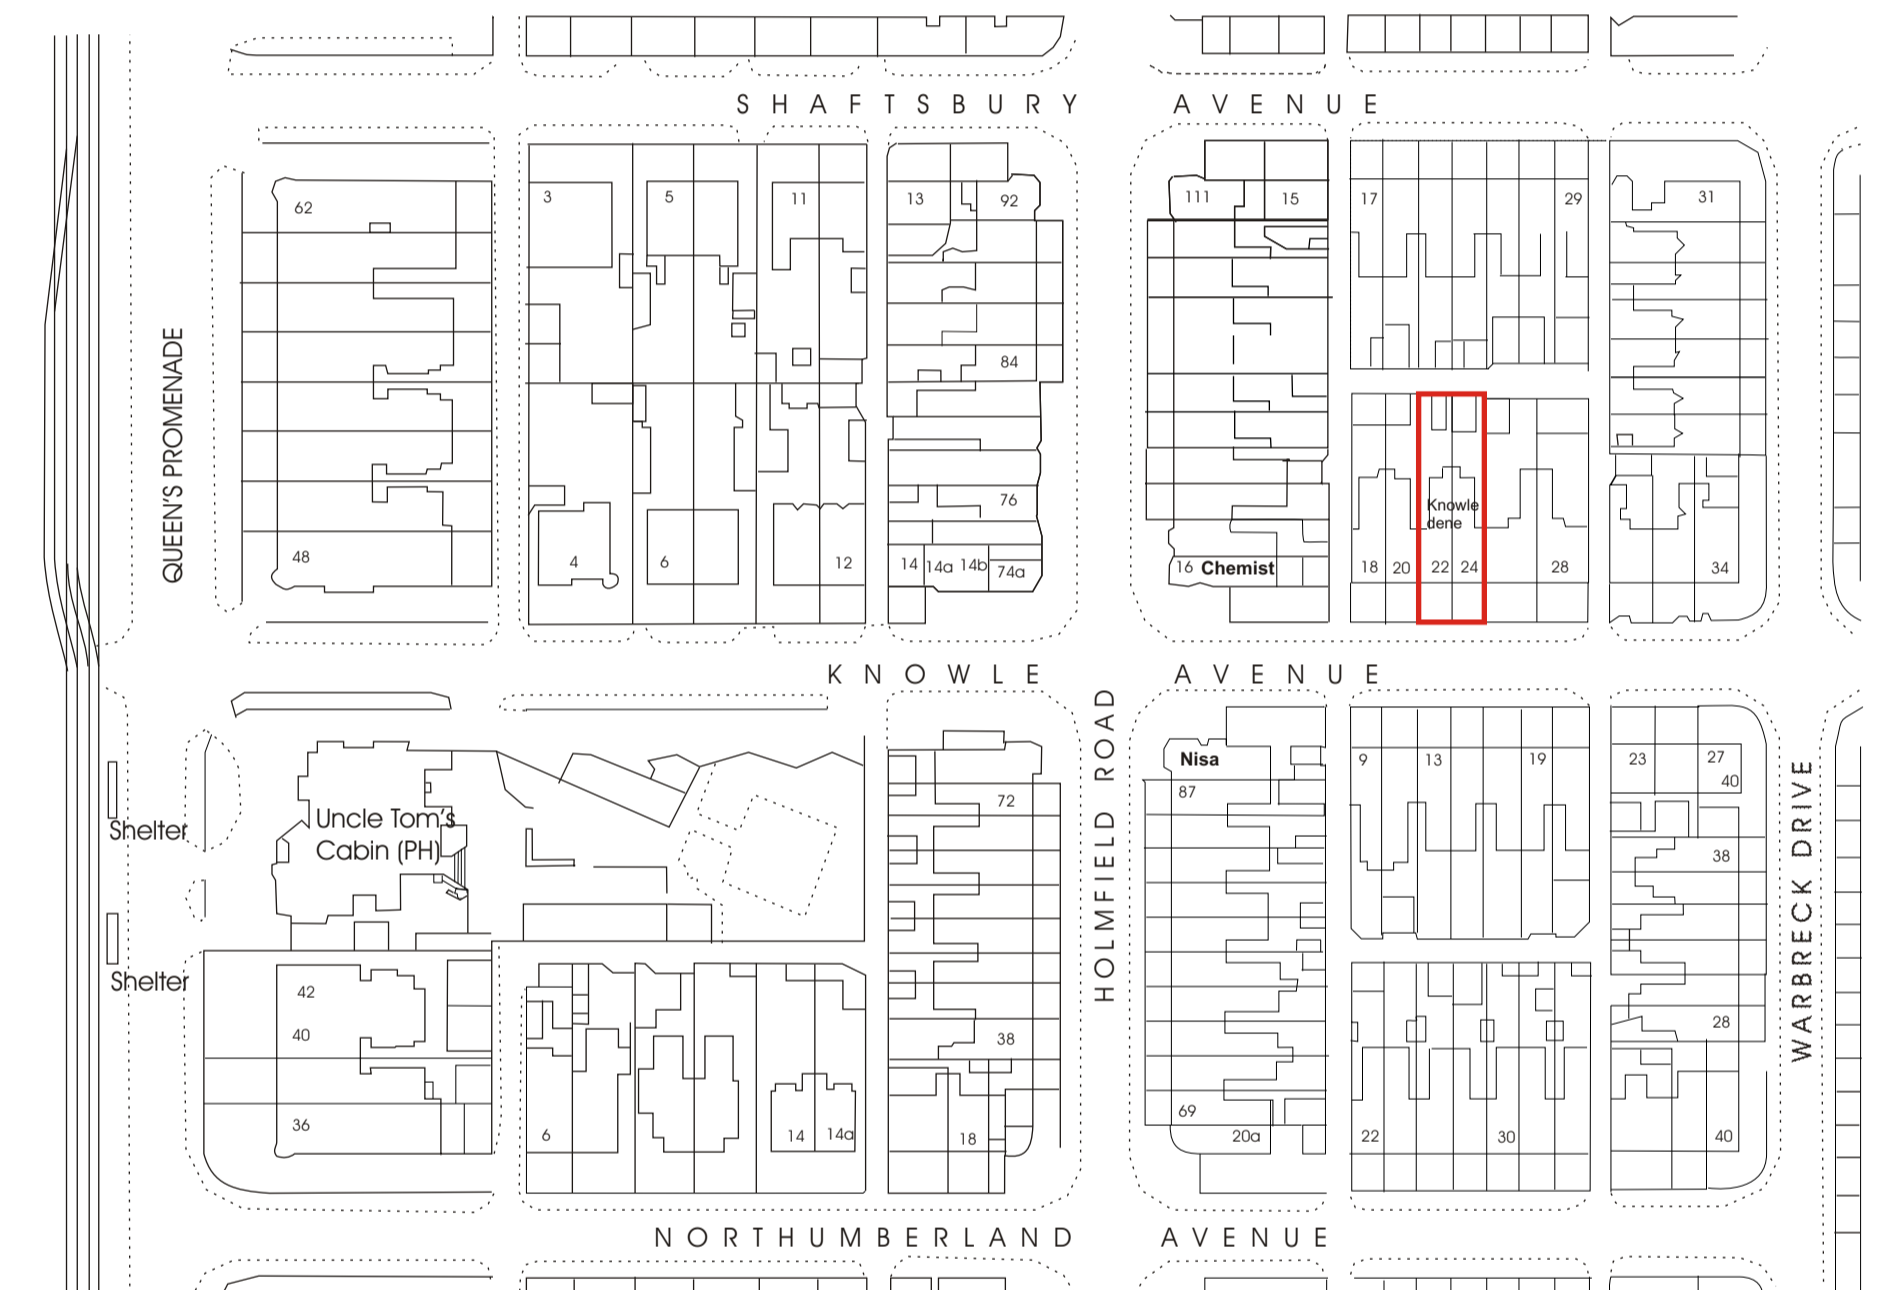 SHAFTSBURY AVENUE
62
3
5
11
13
92
111
15
17
29
31
84
QUEEN'S PROMENADE
76
Knowle
dene
48
4
6
12
14
14a
14b
74a
16 Chemist
18
20
22
24
28
34
KNOWLE AVENUE
HOLMFIELD ROAD
WARBRECK DRIVE
Shelter
Uncle Tom's
Cabin (PH)
72
Nisa
87
9
13
19
23
27
40
38
Shelter
42
40
38
28
36
6
14
14a
18
69
20a
22
30
40
NORTHUMBERLAND AVENUE